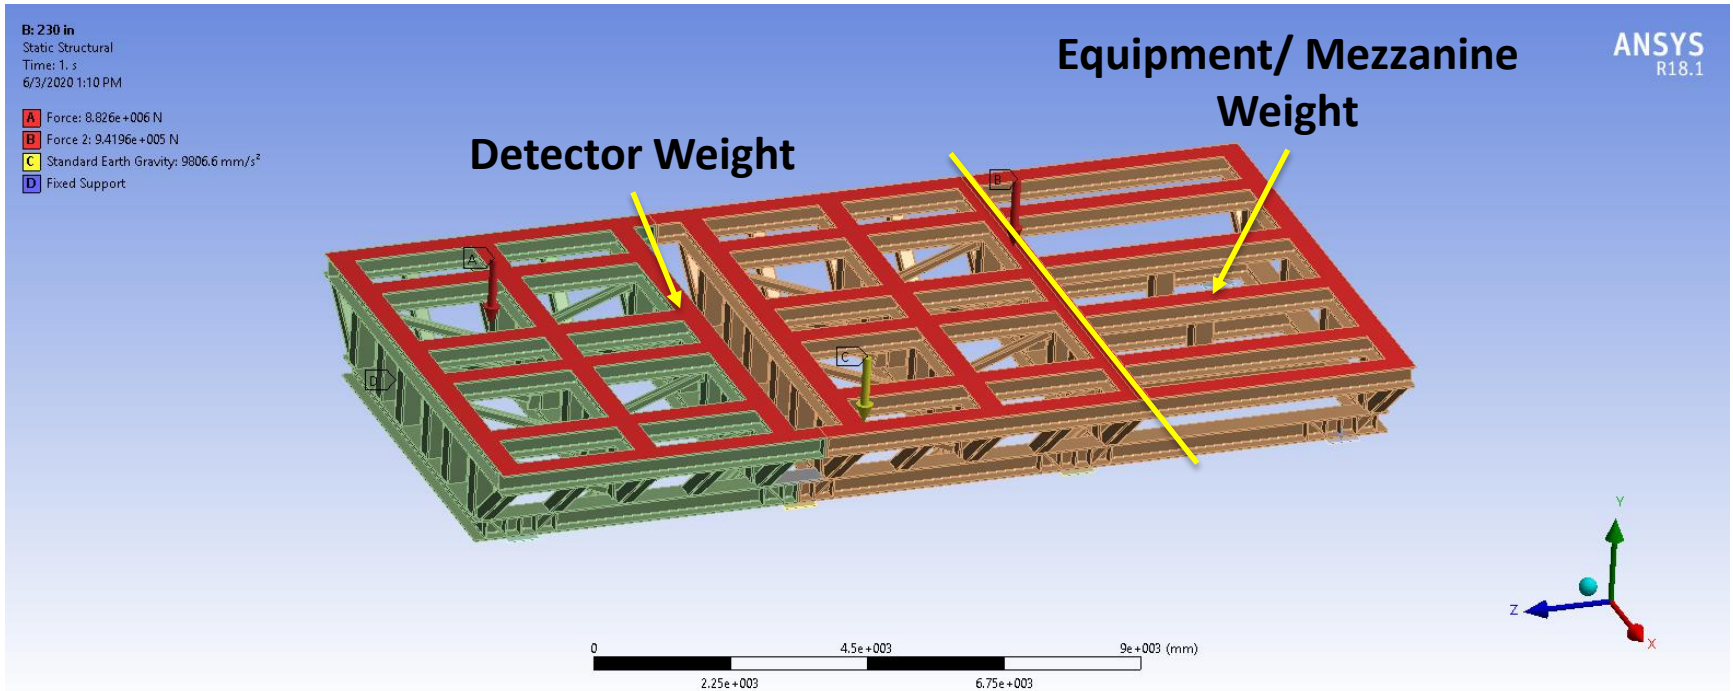 B: 230 in
Static Structural
Time: 1. s
6/3/2020 1:10 PM
A Force: 8.826e+006 N
B Force 2: 9.4196e+005 N
C Standard Earth Gravity: 9806.6 mm/s²
D Fixed Support
Equipment/ Mezzanine
Weight
ANSYS
R18.1
Detector Weight
B
A
C
D
Y
Z
X
0
4.5e+003
9e+003 (mm)
2.25e+003
6.75e+003